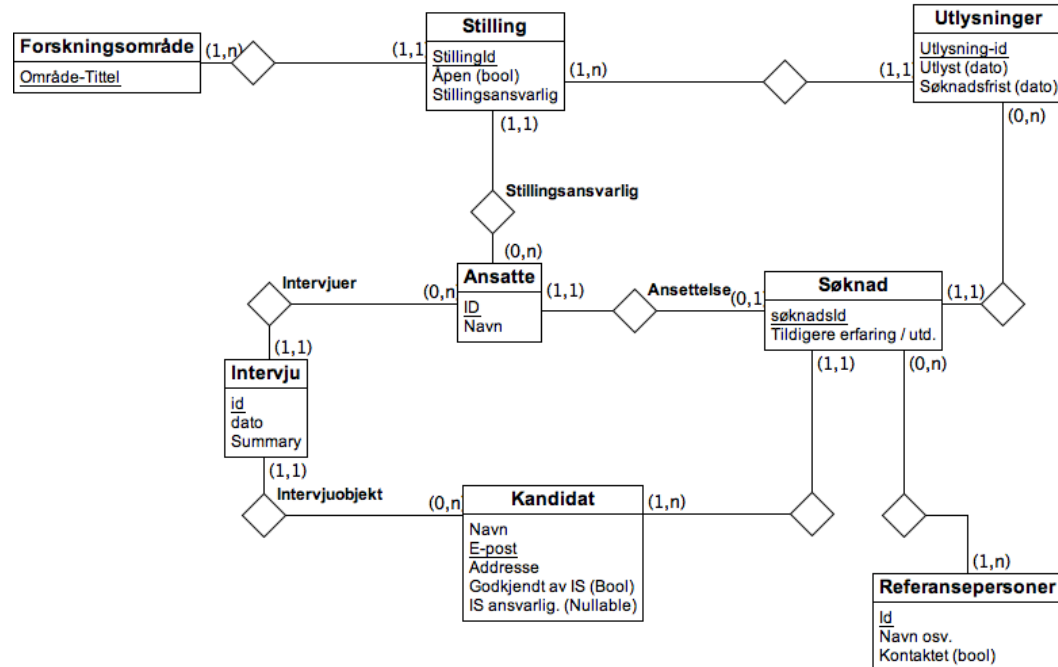 Stilling
Utlysninger
Forskningsområde
Område-Tittel
(1,n)
(1,1)
StillingId
Åpen (bool)
Stillingsansvarlig
(1,n)
(1,1)
Utlysning-id
Utlyst (dato)
Søknadsfrist (dato)
(1,1)
(0,n)
Stillingsansvarlig
(0,n)
Intervjuer
(0,n)
Ansatte
ID
Navn
(1,1)
Ansettelse
(0,1)
Søknad
søknadsId
Tildigere erfaring / utd.
(1,1)
(1,1)
Intervju
id
dato
Summary
(1,1)
(0,n)
(1,1)
Intervjuobjekt
(0,n)
Kandidat
Navn
E-post
Addresse
Godkjendt av IS (Bool)
IS ansvarlig. (Nullable)
(1,n)
(1,n)
Referansepersoner
Id
Navn osv.
Kontaktet (bool)